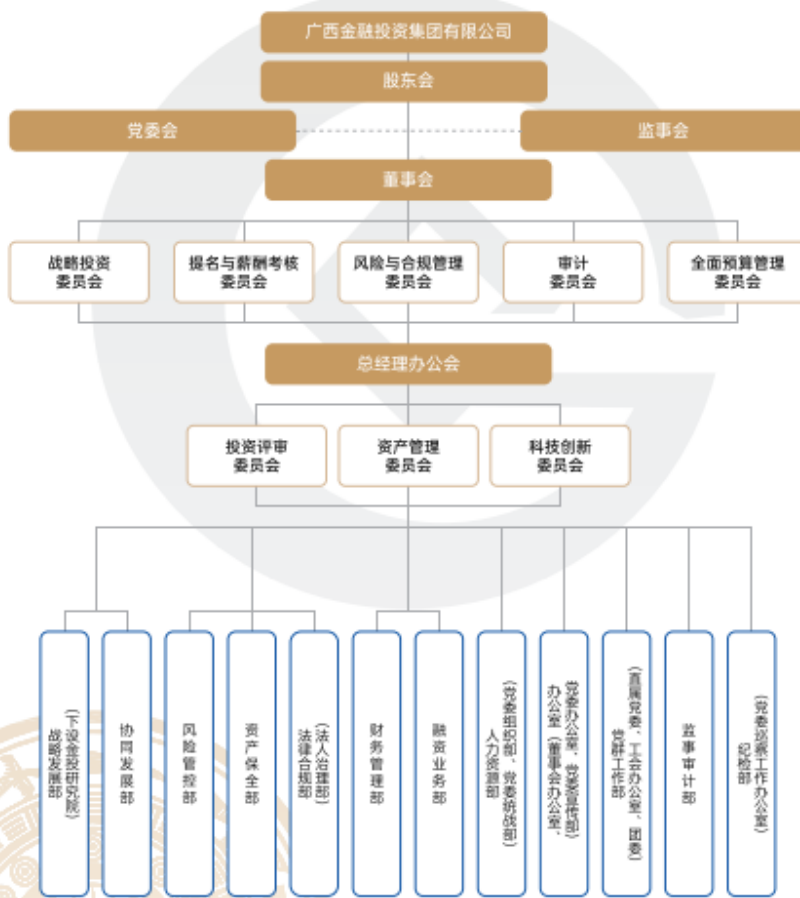 广西金融投资集团有限公司
股东会
党委会
监事会
董事会
战略投资
委员会
提名与薪酬考核
委员会
风险与合规管理
委员会
审计
委员会
全面预算管理
委员会
总经理办公会
投资评审
委员会
资产管理
委员会
科技创新
委员会
战略发展部
(下设金投研究院)
协同发展部
风险管控部
资产保全部
法律合规部
(法人治理部)
财务管理部
融资业务部
人力资源部
(党委组织部、党委统战部)
办公室(董事会办公室、
党委办公室、党委宣传部)
党群工作部
(直属党委、工会办公室、团委)
监事审计部
纪检部
(党委巡察工作办公室)